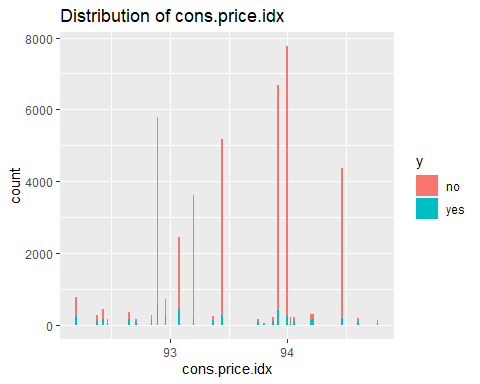 Distribution of cons.price.idx
8000
6000
4000
2000
0
count
93
94
cons.price.idx
y
no
yes